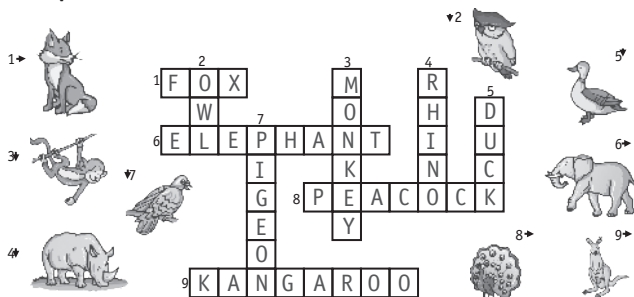 ▾2
1➧ 2 3 4 5▾
1 F O X M R 5
W O H D
7
3▾ 6 E L E P H A N T I U 6➧
▾7 I K N C
G 8 P E A C O C K
4▾ E Y
O 8➧ 9➧
9 K A N G A R O O